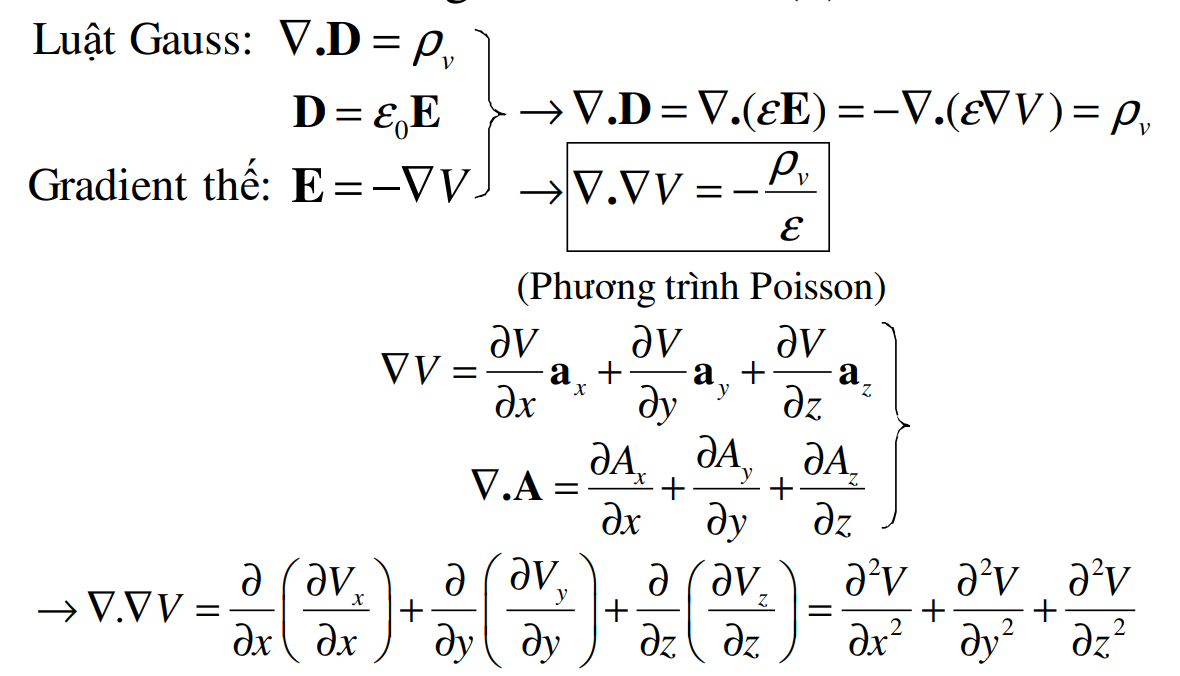 Luật Gauss: ∇.D = ρ_v
D = ε_0E → ∇.D = ∇.(εE) = −∇.(ε∇V) = ρ_v
Gradient thế: E = −∇V → ∇.∇V = −ρ_v/ε
(Phương trình Poisson)
∇V = ∂V/∂x a_x + ∂V/∂y a_y + ∂V/∂z a_z
∇.A = ∂A_x/∂x + ∂A_y/∂y + ∂A_z/∂z
→ ∇.∇V = ∂/∂x (∂V_x/∂x) + ∂/∂y (∂V_y/∂y) + ∂/∂z (∂V_z/∂z) = ∂²V/∂x² + ∂²V/∂y² + ∂²V/∂z²